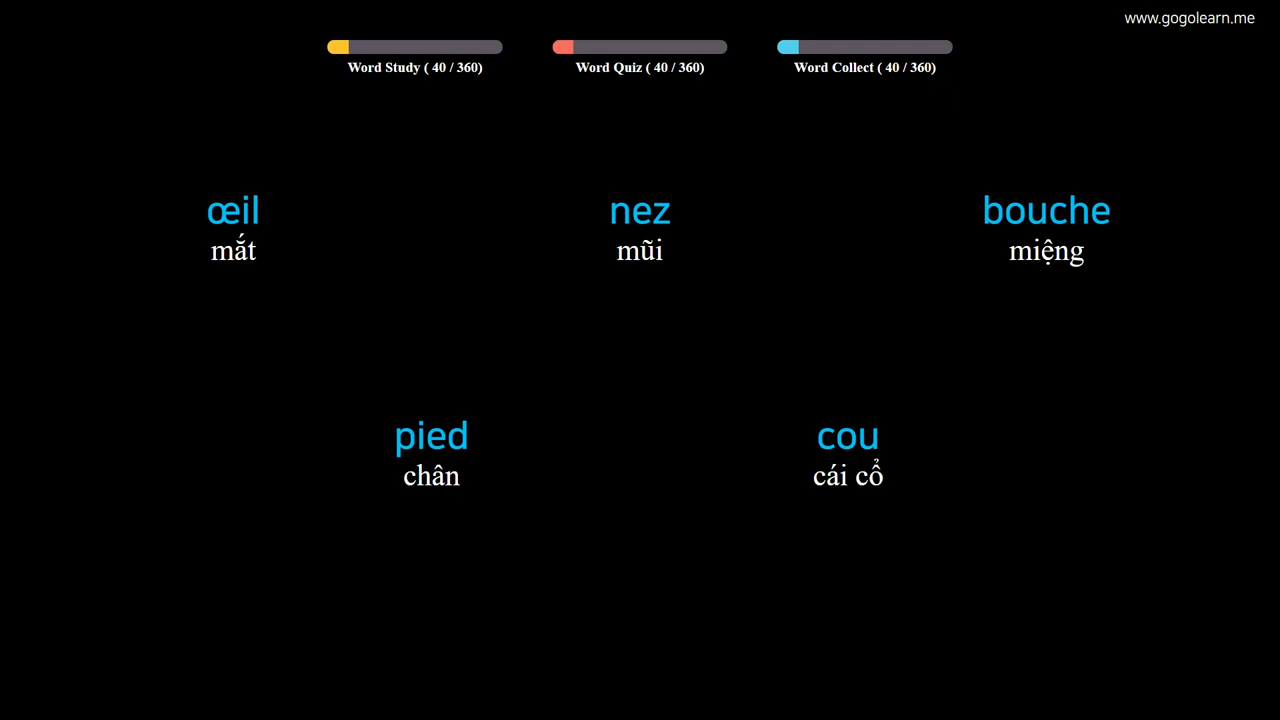 www.gogolearn.me
Word Study ( 40 / 360)
Word Quiz ( 40 / 360)
Word Collect ( 40 / 360)
œil
mắt
nez
mũi
bouche
miệng
pied
chân
cou
cái cổ